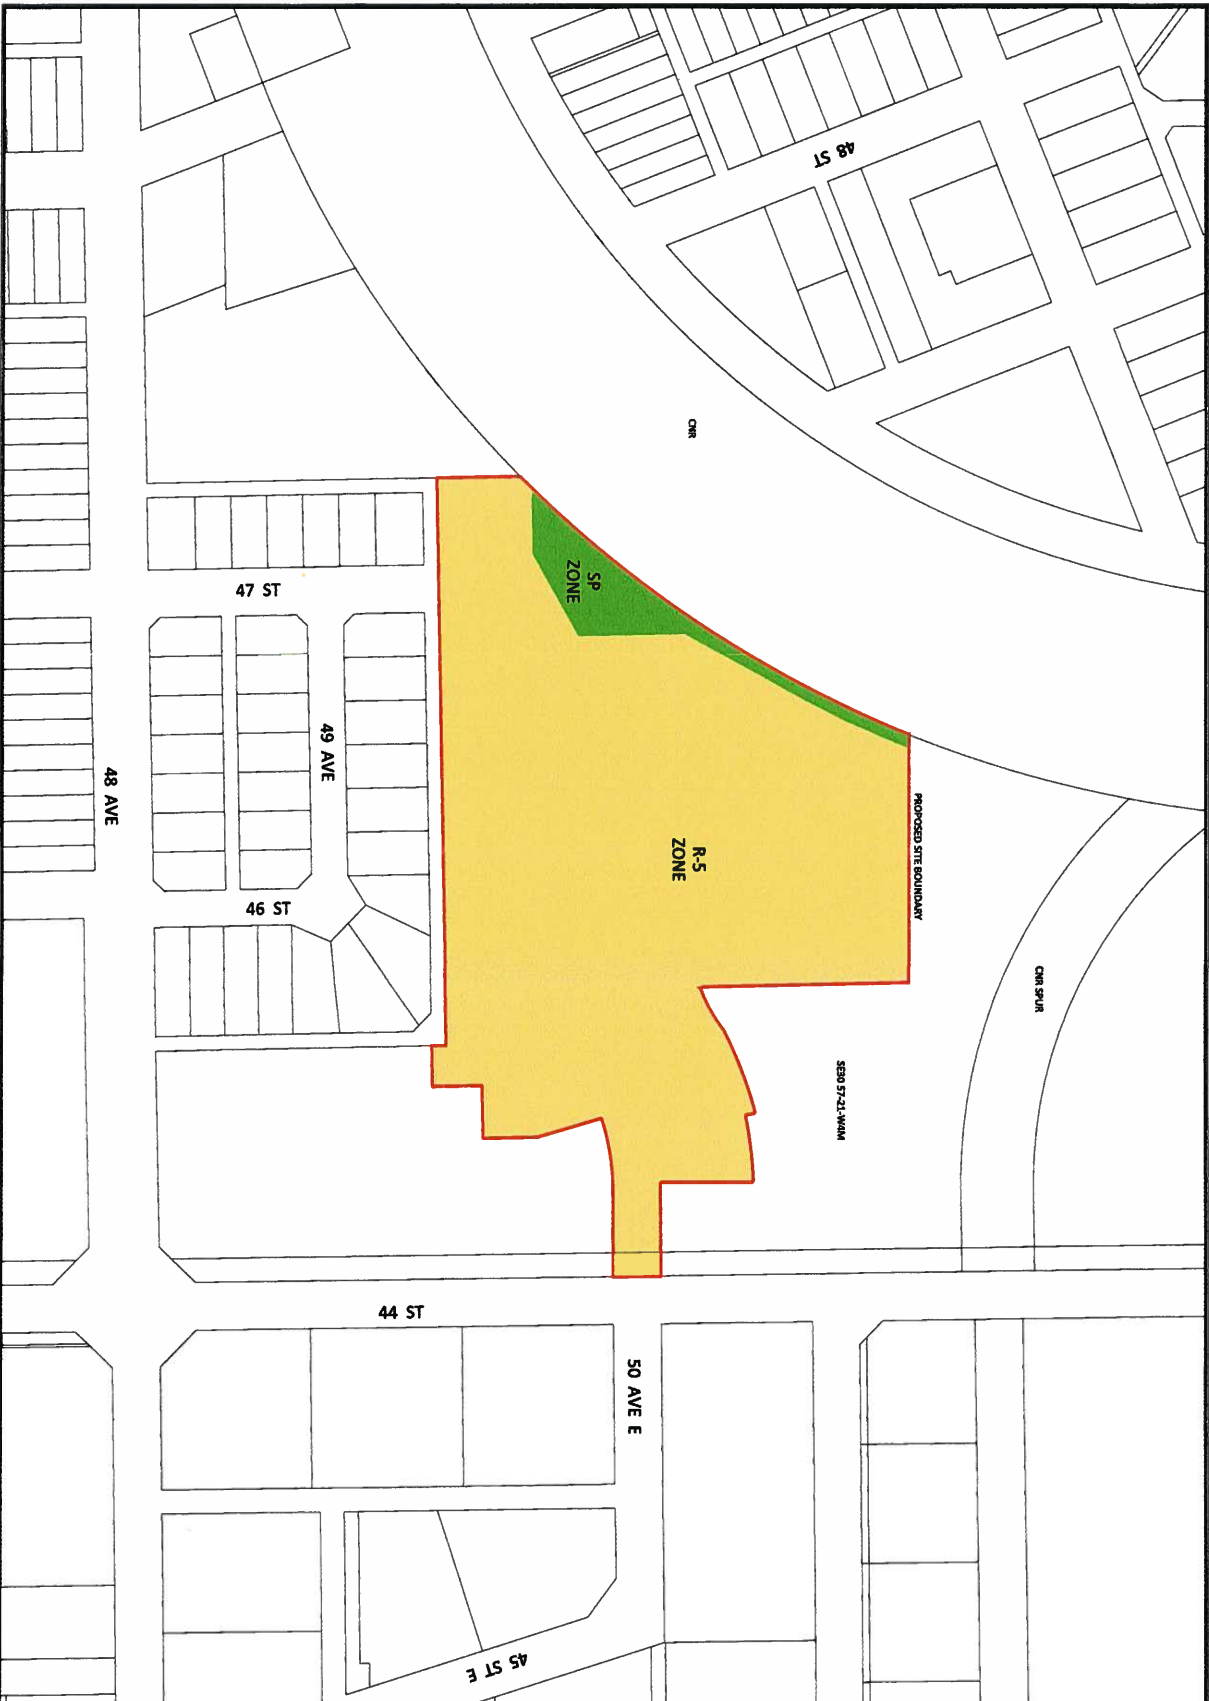 48 ST
CNR
SP
ZONE
47 ST
49 AVE
48 AVE
R-5
ZONE
PROPOSED SITE BOUNDARY
46 ST
CNR SPUR
SE30 57-21-W4M
44 ST
50 AVE E
45 ST E